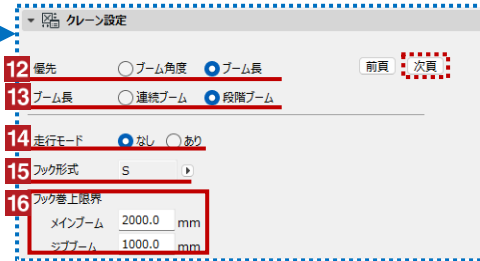 クレーン設定
12 優先 ブーム角度 ブーム長 前頁 次頁
13 ブーム長 連続ブーム 段階ブーム
14 走行モード なし あり
15 フック形式 S
16 フック巻上限界
メインブーム 2000.0 mm
ジブブーム 1000.0 mm